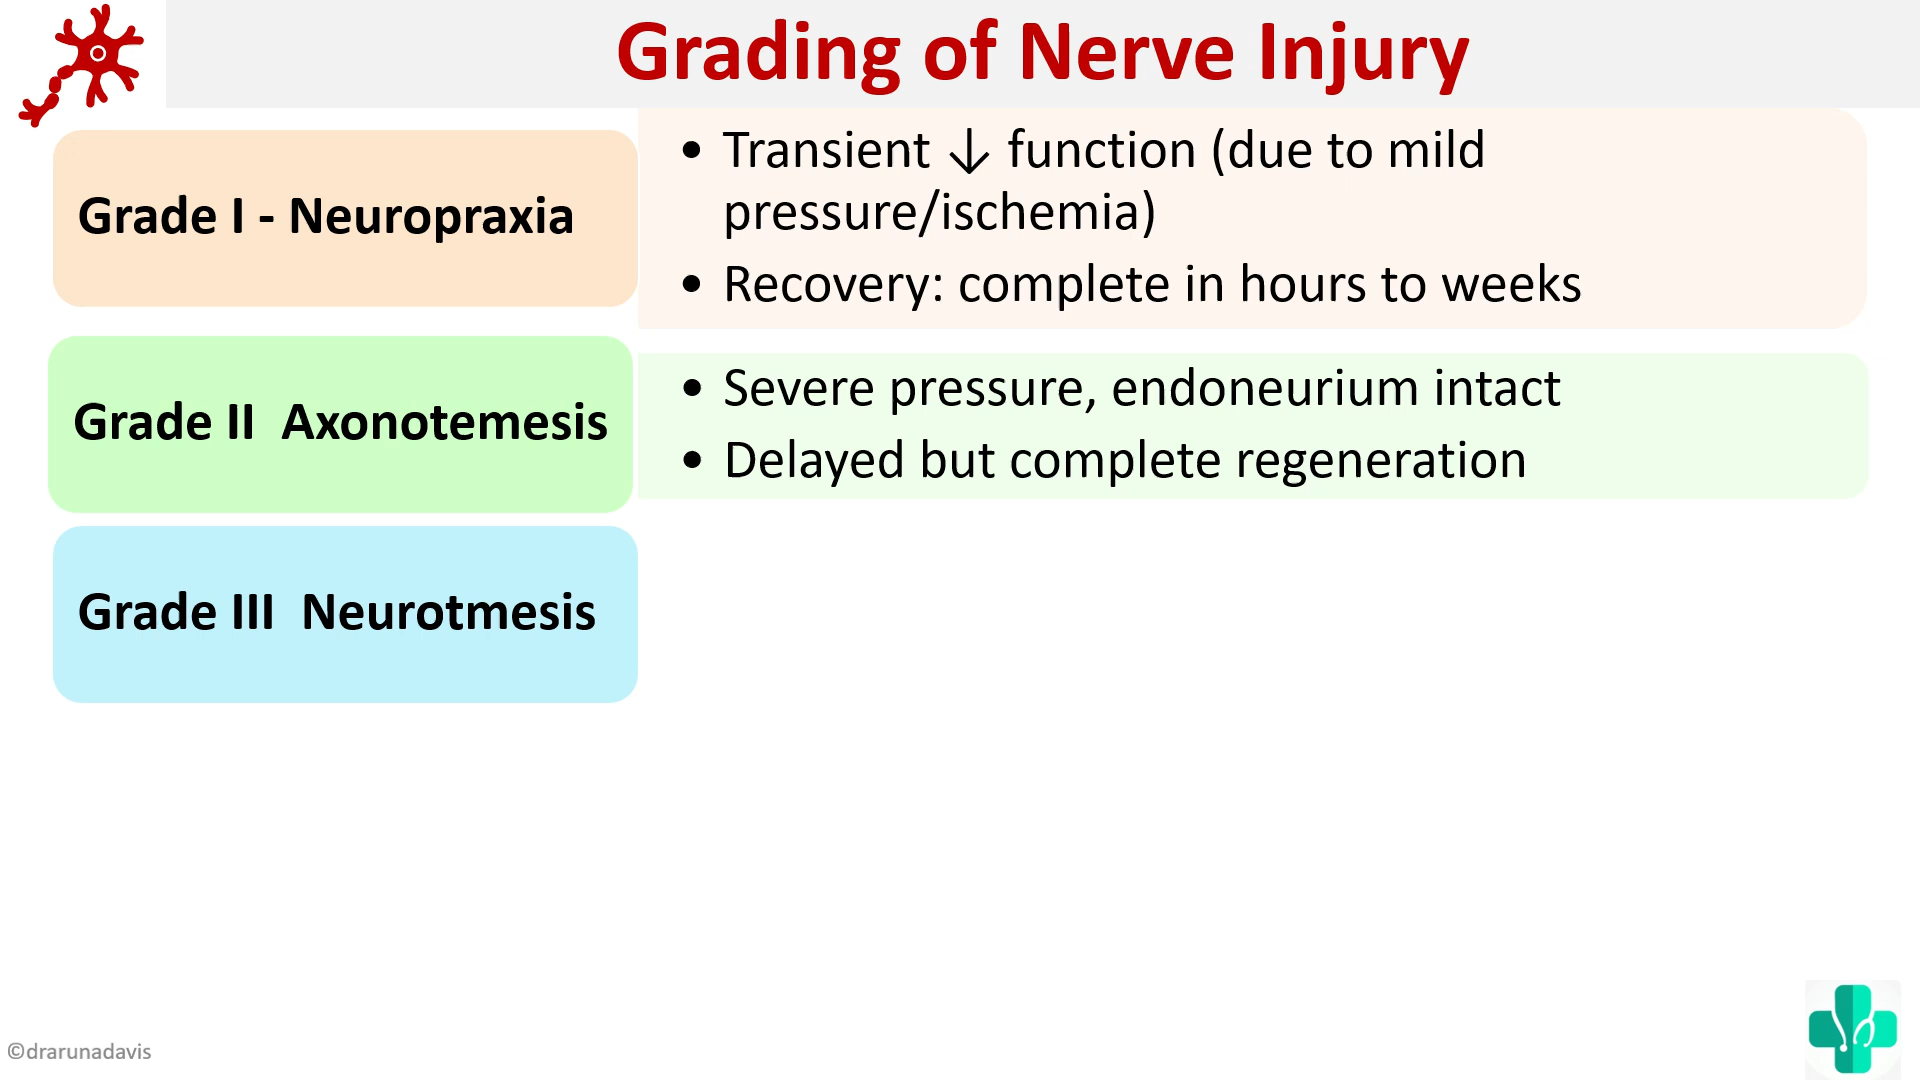 Grading of Nerve Injury
Grade I - Neuropraxia
• Transient ↓ function (due to mild
pressure/ischemia)
• Recovery: complete in hours to weeks
Grade II  Axonotemesis
• Severe pressure, endoneurium intact
• Delayed but complete regeneration
Grade III  Neurotmesis
©drarunadavis